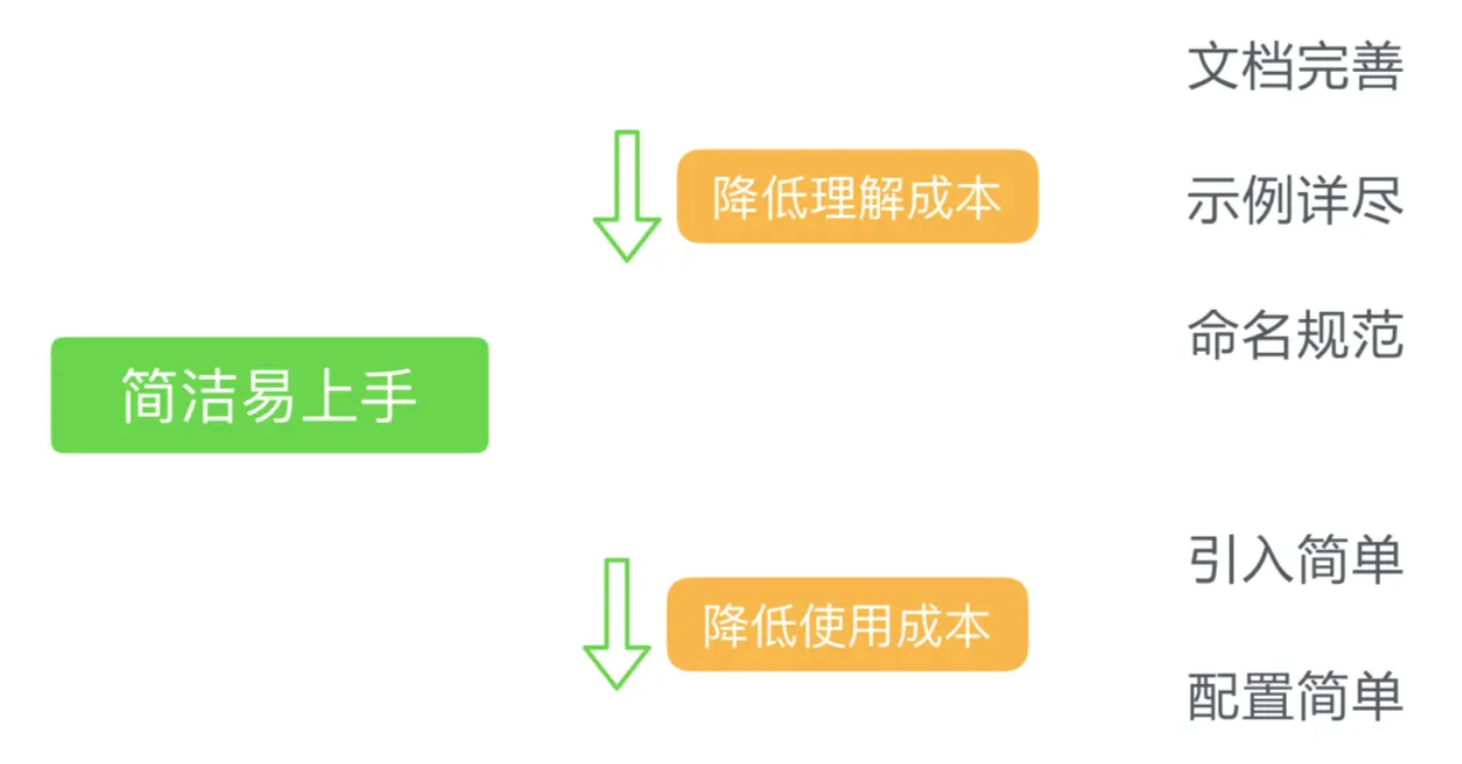 简洁易上手
降低理解成本
文档完善
示例详尽
命名规范
降低使用成本
引入简单
配置简单